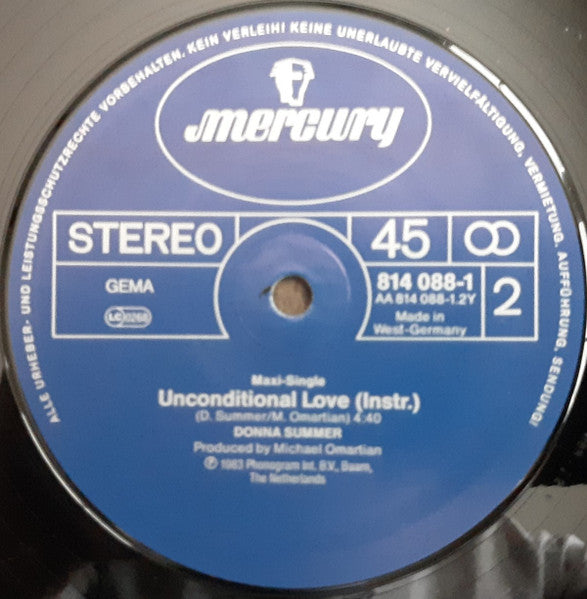 ALLE URHEBER- UND LEISTUNGSSCHUTZRECHTE VORBEHALTEN. KEIN VERLEIH! KEINE UNERLAUBTE VERVIELFÄLTIGUNG, VERMIETUNG, AUFFÜHRUNG, SENDUNG!
mercury
STEREO
45
GEMA
LC 0268
814 088-1
AA 814 088-1.2Y
Made in
West-Germany
2
Maxi-Single
Unconditional Love (Instr.)
(D. Summer/M. Omartian) 4:40
DONNA SUMMER
Produced by Michael Omartian
℗ 1983 Phonogram Int. B.V., Baarn,
The Netherlands